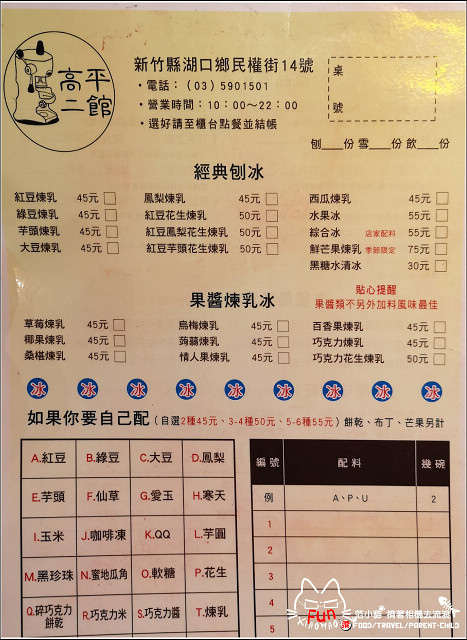 高平
二館
新竹縣湖口鄉民權街14號
・電話：(03) 5901501
・營業時間：10：00～22：00
・選好請至櫃台點餐並結帳
桌
號
刨___份 雪___份 飲___份
經典刨冰
紅豆煉乳 45元 鳳梨煉乳 45元 西瓜煉乳 45元
綠豆煉乳 45元 紅豆花生煉乳 50元 水果冰 55元
芋頭煉乳 45元 紅豆鳳梨花生煉乳 50元 綜合冰 店家配料 55元
大豆煉乳 45元 紅豆芋頭花生煉乳 50元 鮮芒果煉乳 季節限定 75元
黑糖水清冰 30元
果醬煉乳冰
貼心提醒
果醬類不另外加料風味最佳
草莓煉乳 45元 烏梅煉乳 45元 百香果煉乳 45元
椰果煉乳 45元 蒟蒻煉乳 45元 巧克力煉乳 45元
桑椹煉乳 45元 情人果煉乳 50元 巧克力花生煉乳 50元
冰 冰 冰 冰 冰 冰 冰 冰 冰
如果你要自己配（自選2種45元、3-4種50元、5-6種55元）餅乾、布丁、芒果另計
A.紅豆 B.綠豆 C.大豆 D.鳳梨
E.芋頭 F.仙草 G.愛玉 H.寒天
I.玉米 J.咖啡凍 K.QQ L.芋圓
M.黑珍珠 N.蜜地瓜角 O.軟糖 P.花生
Q.碎巧克力餅乾 R.巧克力米 S.巧克力醬 T.煉乳
編號 配料 幾碗
例 A、P、U 2
1
2
3
4
5
Fun
XIAOMAO
范小貓 揹著相機去流浪
FOOD/TRAVEL/PARENT-CHILD